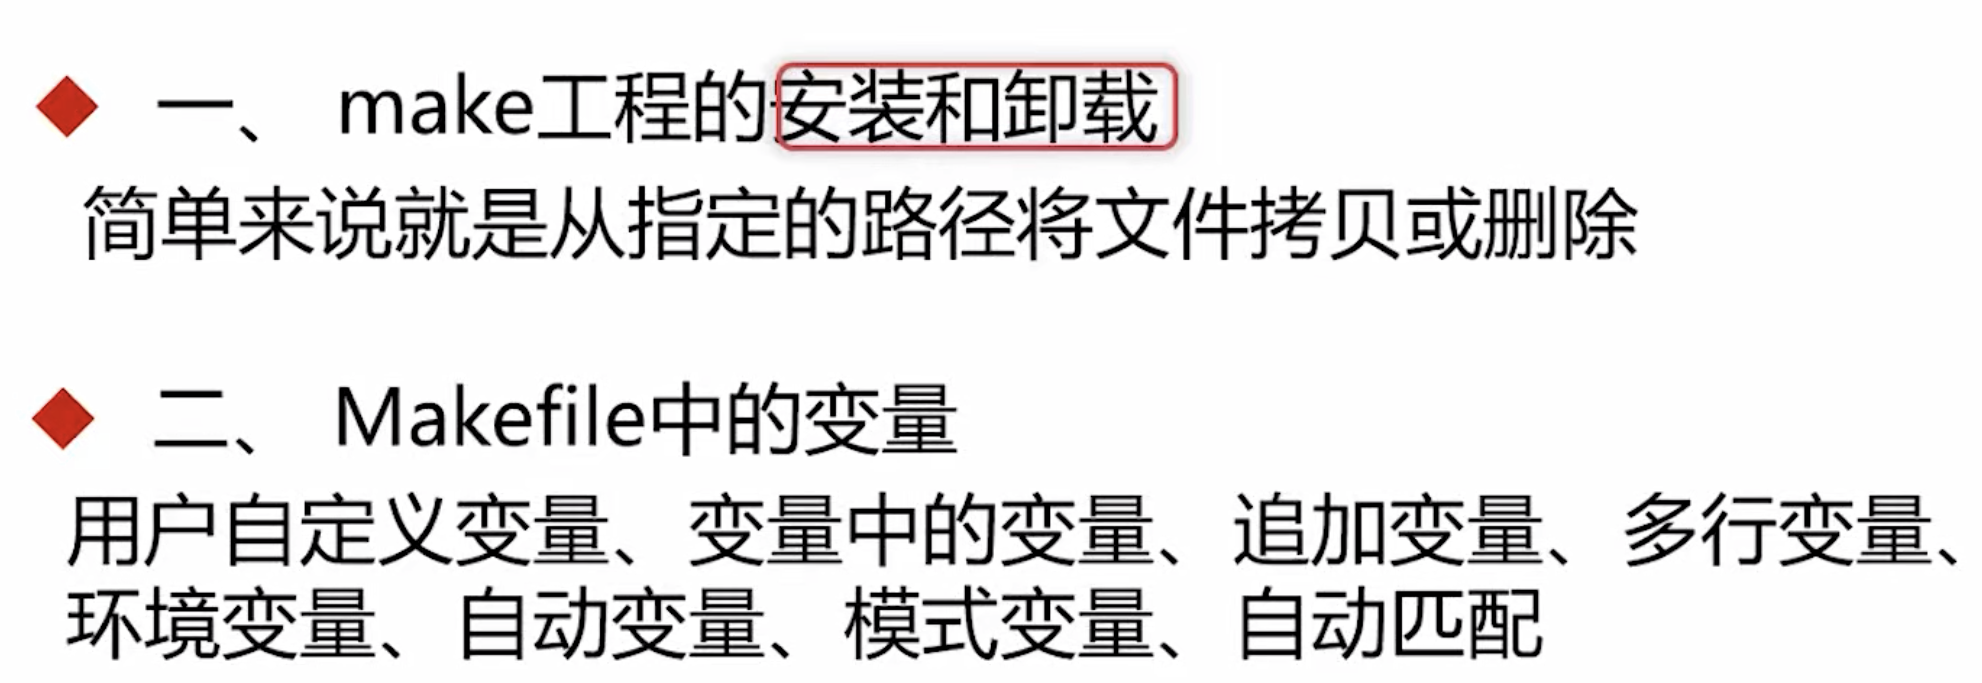 一、 make工程的安装和卸载
简单来说就是从指定的路径将文件拷贝或删除
二、 Makefile中的变量
用户自定义变量、变量中的变量、追加变量、多行变量、
环境变量、自动变量、模式变量、自动匹配